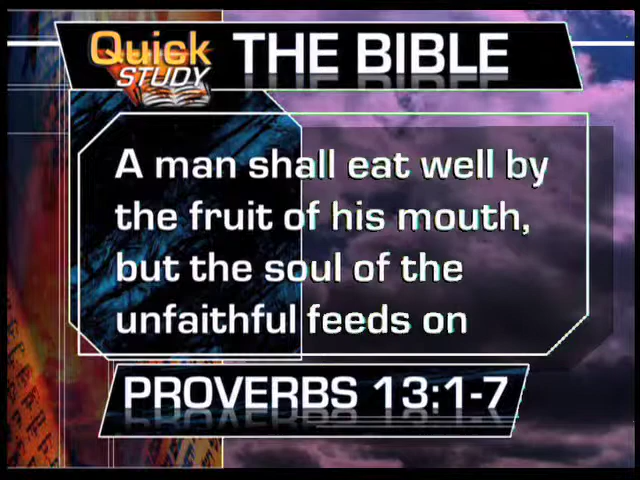 Quick
STUDY
THE BIBLE
A man shall eat well by
the fruit of his mouth,
but the soul of the
unfaithful feeds on
PROVERBS 13:1-7